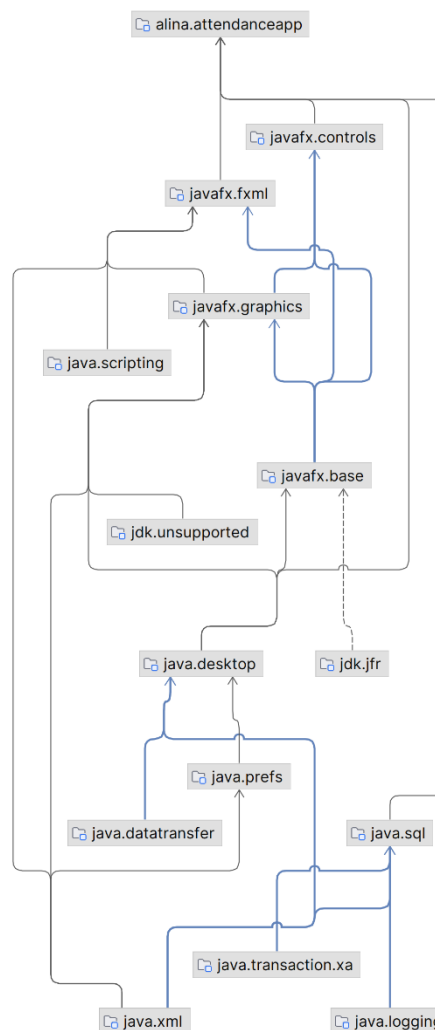 alina.attendanceapp
javafx.controls
javafx.fxml
javafx.graphics
java.scripting
javafx.base
jdk.unsupported
java.desktop
jdk.jfr
java.prefs
java.datatransfer
java.sql
java.transaction.xa
java.xml
java.logging